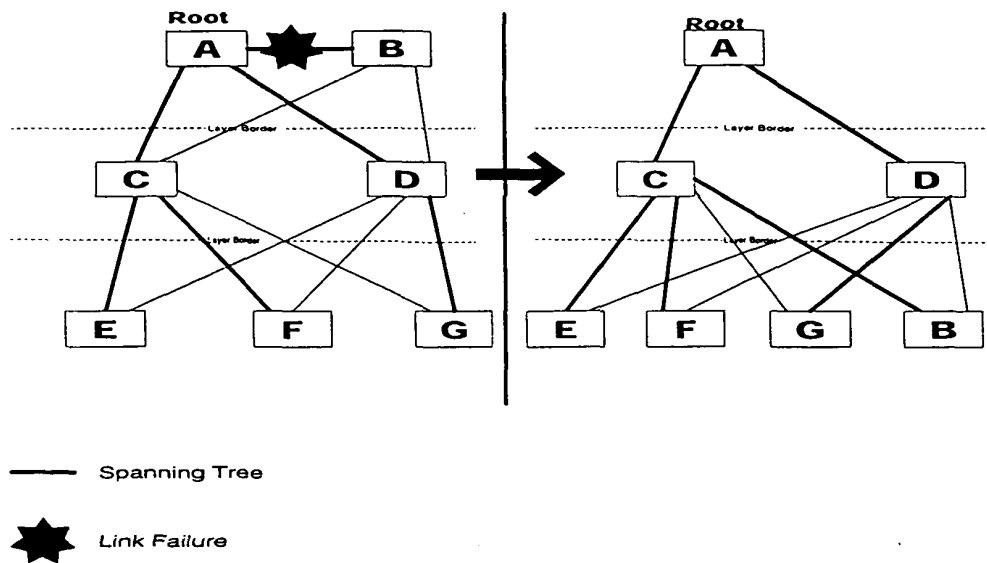 Root
A
B
Layer Border
C
D
Layer Border
E
F
G
Root
A
Layer Border
C
D
Layer Border
E
F
G
B
Spanning Tree
Link Failure